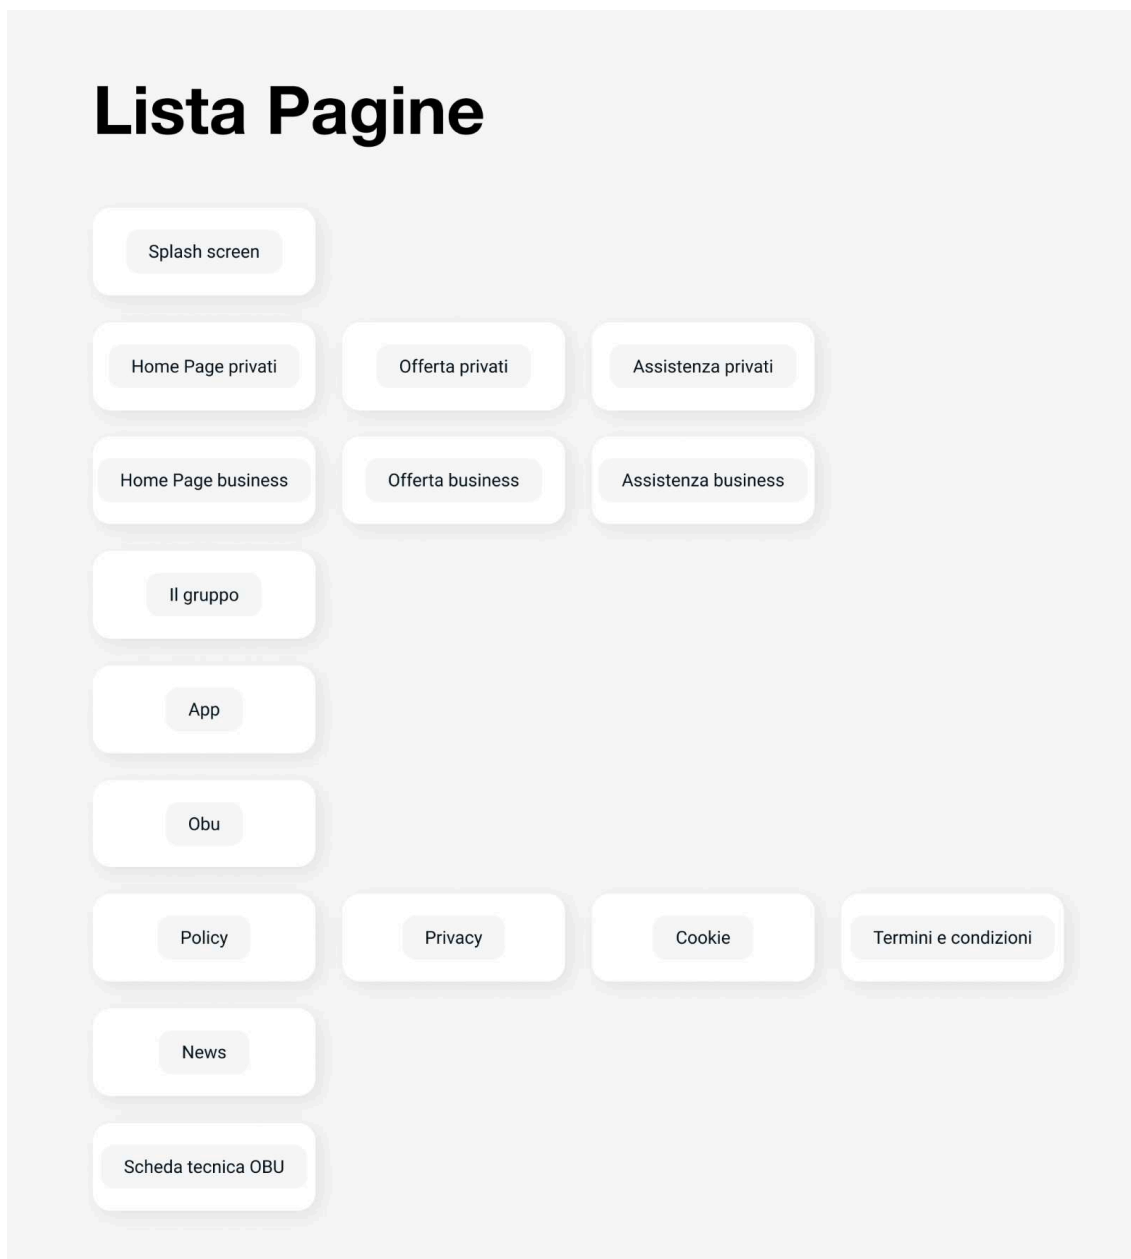 Lista Pagine
Splash screen
Home Page privati
Offerta privati
Assistenza privati
Home Page business
Offerta business
Assistenza business
Il gruppo
App
Obu
Policy
Privacy
Cookie
Termini e condizioni
News
Scheda tecnica OBU